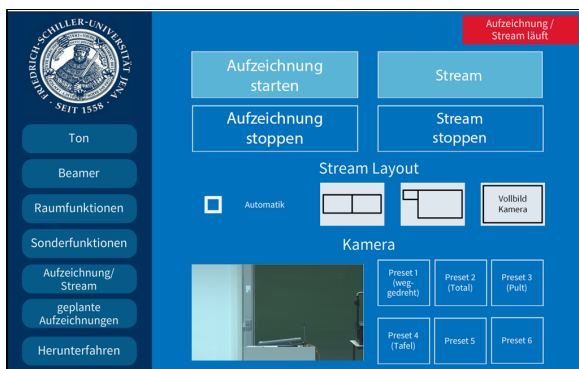 SCHILLER-UNIVERSITÄT JENA
FRIEDRICH-
· SEIT 1558 ·
Aufzeichnung /
Stream läuft
Aufzeichnung
starten
Stream
Aufzeichnung
stoppen
Stream
stoppen
Ton
Beamer
Raumfunktionen
Sonderfunktionen
Aufzeichnung/
Stream
geplante
Aufzeichnungen
Herunterfahren
Stream Layout
Automatik
Vollbild
Kamera
Kamera
Preset 1
(weg-
gedreht)
Preset 2
(Total)
Preset 3
(Pult)
Preset 4
(Tafel)
Preset 5
Preset 6